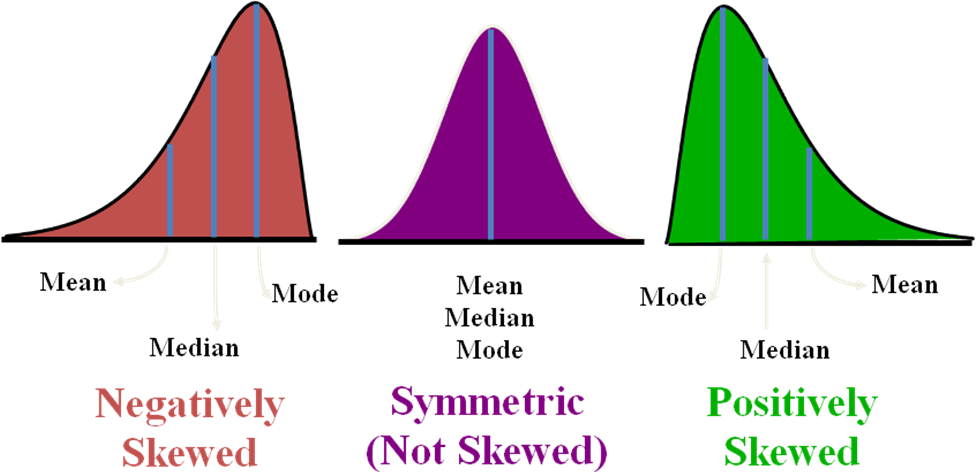 Mean
Mode
Median
Negatively
Skewed
Mean
Median
Mode
Symmetric
(Not Skewed)
Mode
Mean
Median
Positively
Skewed